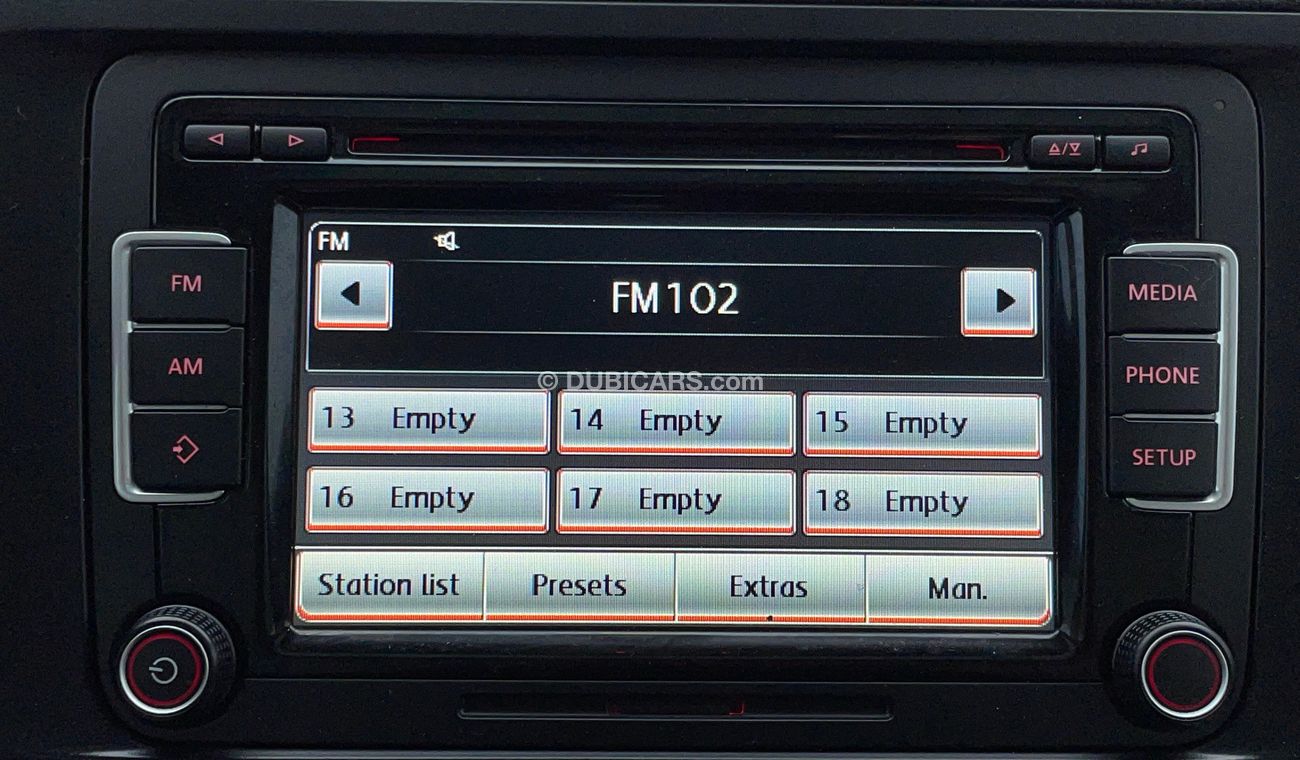 FM
FM102
FM
AM
MEDIA
PHONE
SETUP
© DUBICARS.com
13 Empty
14 Empty
15 Empty
16 Empty
17 Empty
18 Empty
Station list
Presets
Extras
Man.